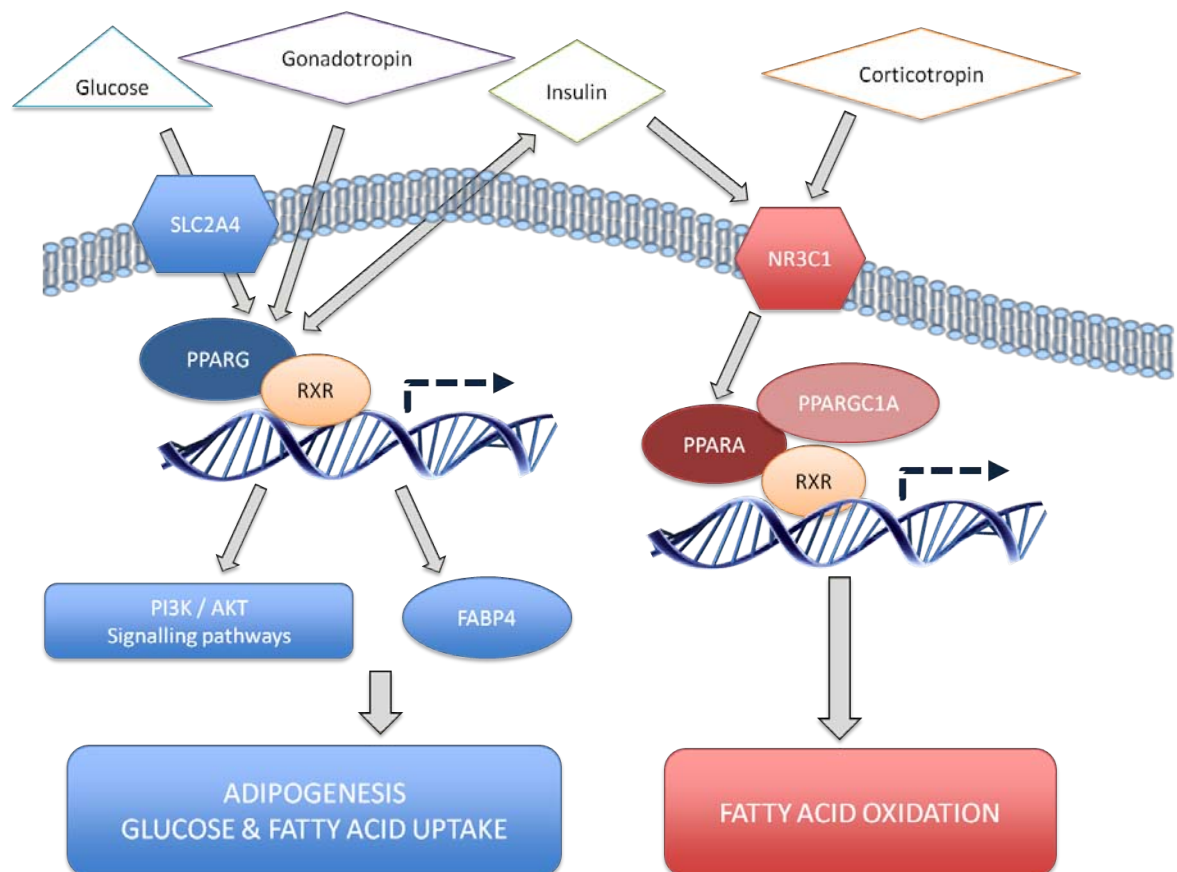 Glucose
Gonadotropin
Insulin
Corticotropin
SLC2A4
NR3C1
PPARG
RXR
PPARGC1A
PPARA
RXR
PI3K / AKT
Signalling pathways
FABP4
ADIPOGENESIS
GLUCOSE & FATTY ACID UPTAKE
FATTY ACID OXIDATION